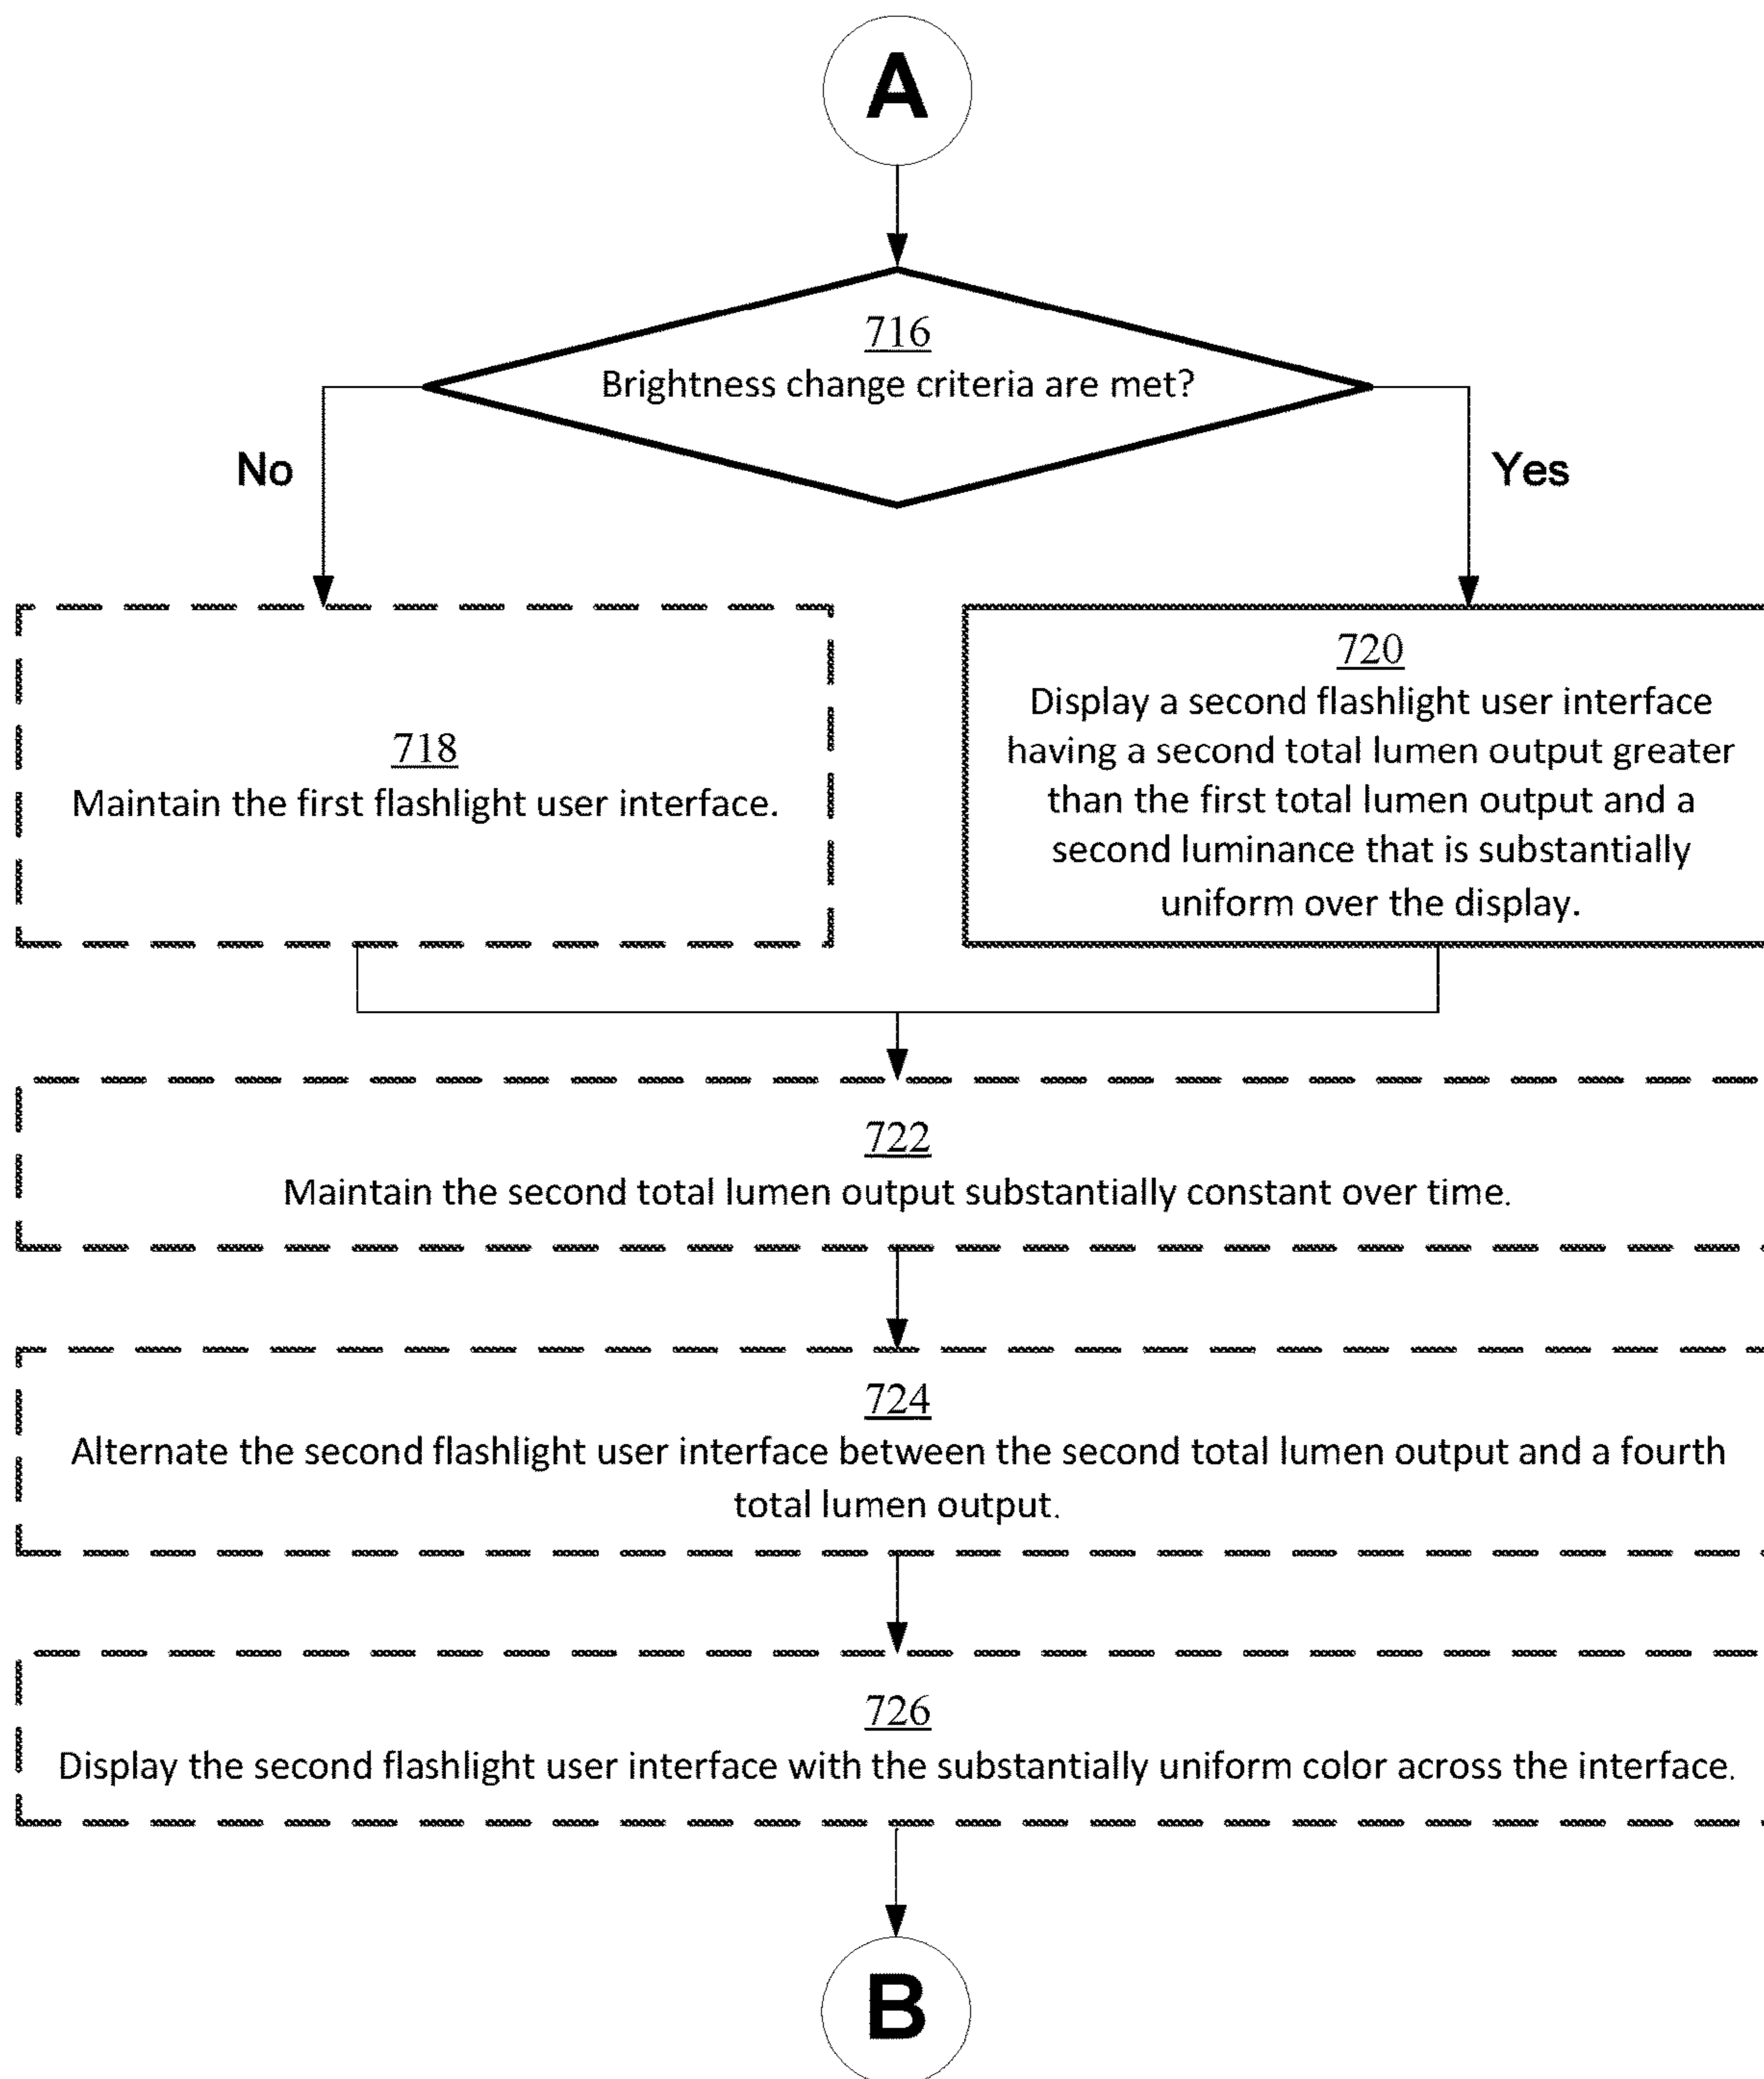 A
716
Brightness change criteria are met?
No
Yes
718
Maintain the first flashlight user interface.
720
Display a second flashlight user interface
having a second total lumen output greater
than the first total lumen output and a
second luminance that is substantially
uniform over the display.
722
Maintain the second total lumen output substantially constant over time.
724
Alternate the second flashlight user interface between the second total lumen output and a fourth
total lumen output.
726
Display the second flashlight user interface with the substantially uniform color across the interface.
B